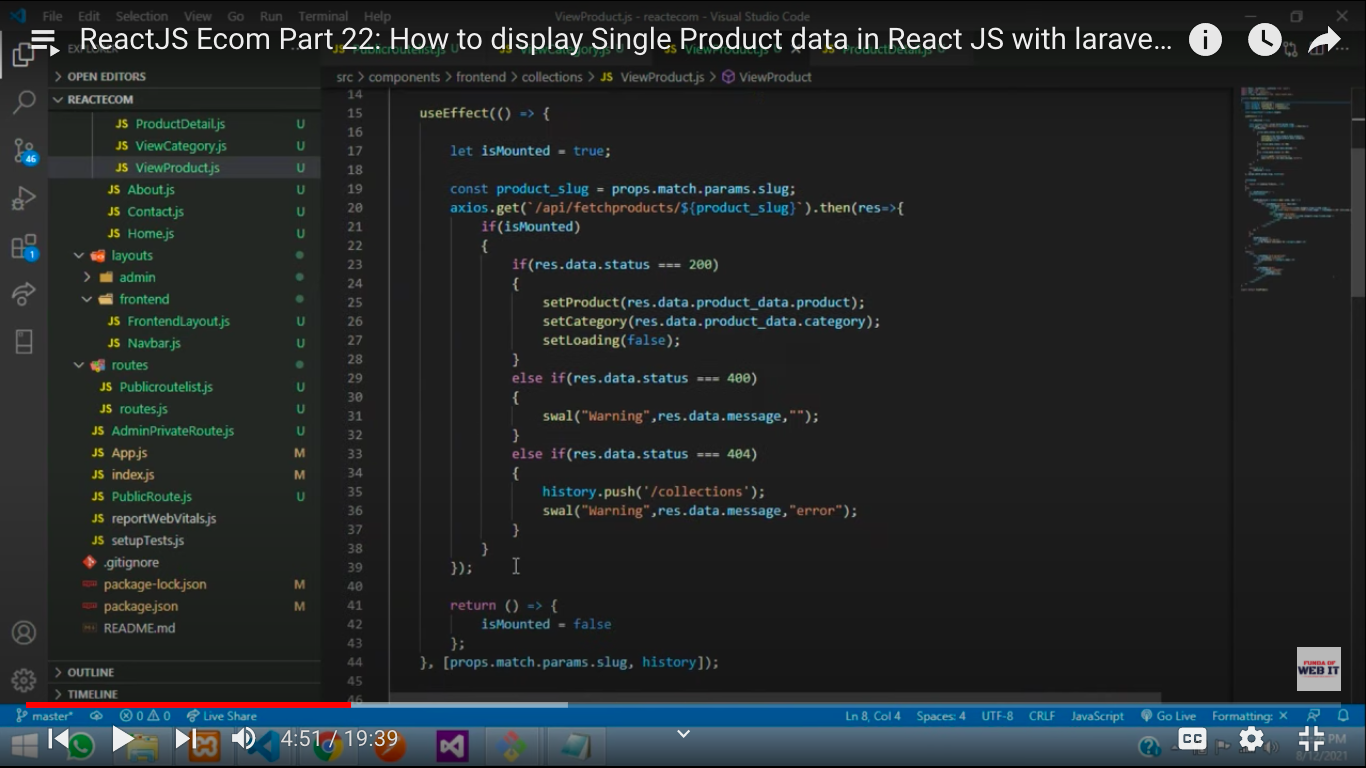 File Edit Selection View Go Run Terminal Help ViewProduct.js - reactecom - Visual Studio Code
ReactJS Ecom Part 22: How to display Single Product data in React JS with larave...
OPEN EDITORS
src > components > frontend > collections > JS ViewProduct.js > ViewProduct
REACTECOM
JS ProductDetail.js U
JS ViewCategory.js U
JS ViewProduct.js U
JS About.js U
JS Contact.js U
JS Home.js U
layouts
admin
frontend
JS FrontendLayout.js U
JS Navbar.js U
routes
JS Publicroutelist.js U
JS routes.js U
JS AdminPrivateRoute.js U
JS App.js M
JS index.js M
JS PublicRoute.js U
JS reportWebVitals.js
JS setupTests.js
.gitignore
package-lock.json M
package.json M
README.md
OUTLINE
TIMELINE
46
1
14
15 useEffect(() => {
16
17 let isMounted = true;
18
19 const product_slug = props.match.params.slug;
20 axios.get(`/api/fetchproducts/${product_slug}`).then(res=>{
21 if(isMounted)
22 {
23 if(res.data.status === 200)
24 {
25 setProduct(res.data.product_data.product);
26 setCategory(res.data.product_data.category);
27 setLoading(false);
28 }
29 else if(res.data.status === 400)
30 {
31 swal("Warning",res.data.message,"");
32 }
33 else if(res.data.status === 404)
34 {
35 history.push('/collections');
36 swal("Warning",res.data.message,"error");
37 }
38 }
39 });
40
41 return () => {
42 isMounted = false
43 };
44 }, [props.match.params.slug, history]);
45
46
FUNDA OF
WEB IT
master* 0 0 Live Share Ln 8, Col 4 Spaces: 4 UTF-8 CRLF JavaScript Go Live Formatting: ✕
4:51 / 19:39 CC
8/12/2021